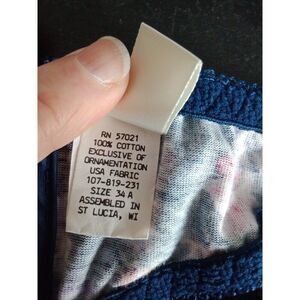 RN 57021
100% COTTON
EXCLUSIVE OF
ORNAMENTATION
USA FABRIC
107-819-231
SIZE 34 A
ASSEMBLED IN
ST LUCIA, WI